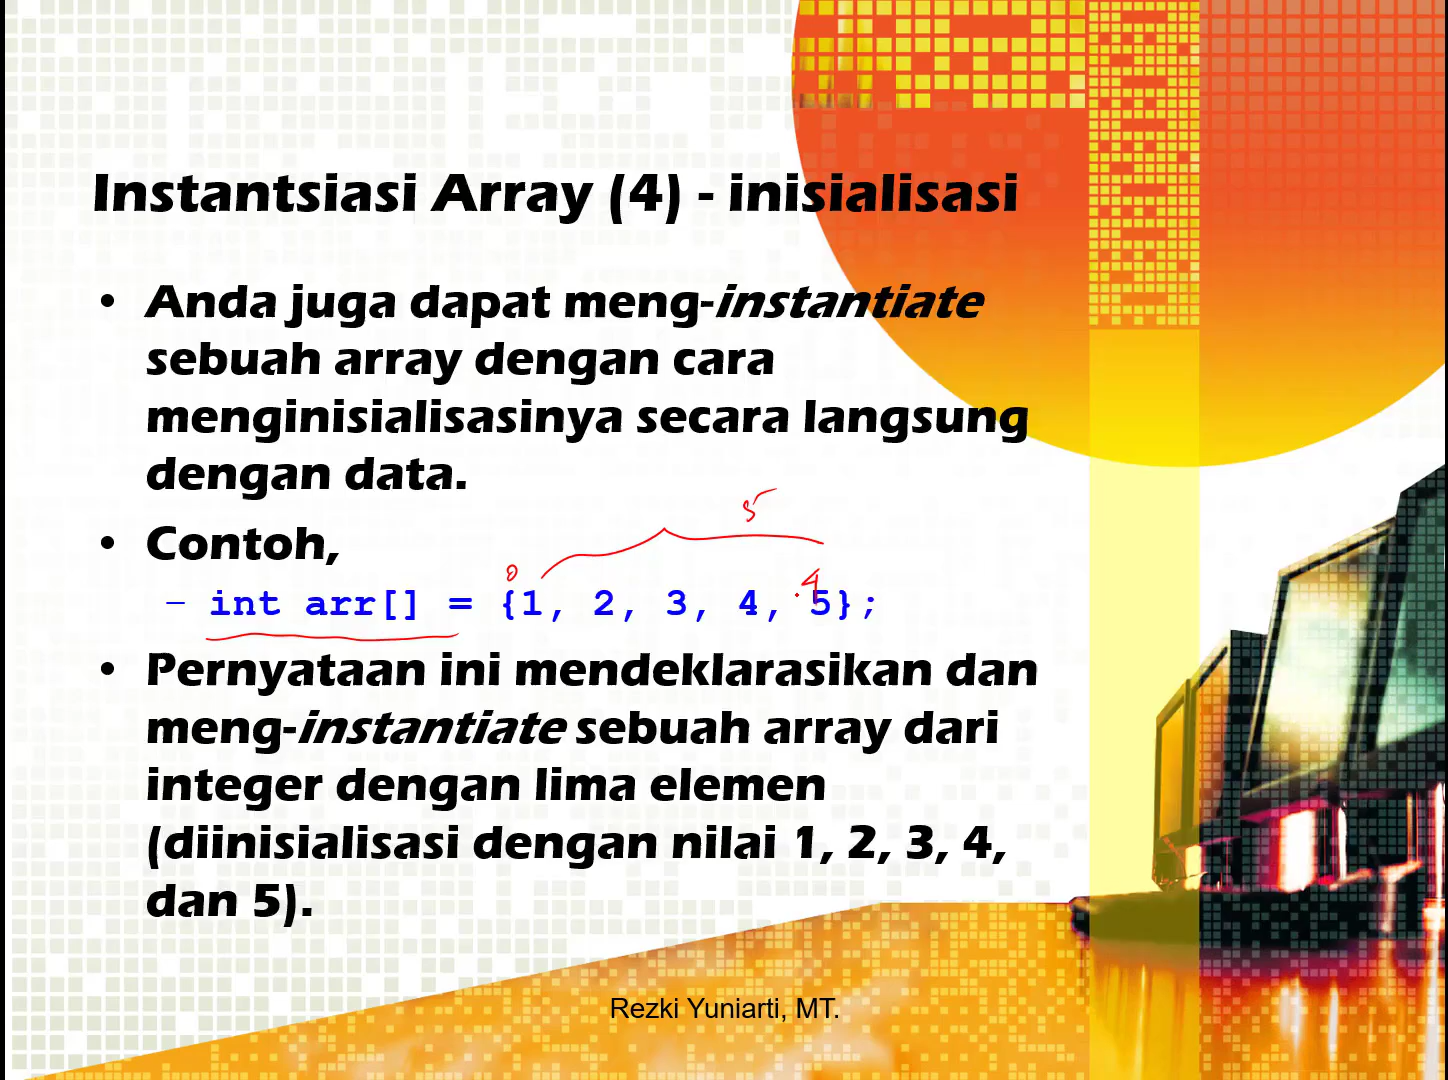 Instantsiasi Array (4) - inisialisasi
• Anda juga dapat meng-instantiate
sebuah array dengan cara
menginisialisasinya secara langsung
dengan data.
5
• Contoh,
0 4
– int arr[] = {1, 2, 3, 4, 5};
• Pernyataan ini mendeklarasikan dan
meng-instantiate sebuah array dari
integer dengan lima elemen
(diinisialisasi dengan nilai 1, 2, 3, 4,
dan 5).
Rezki Yuniarti, MT.